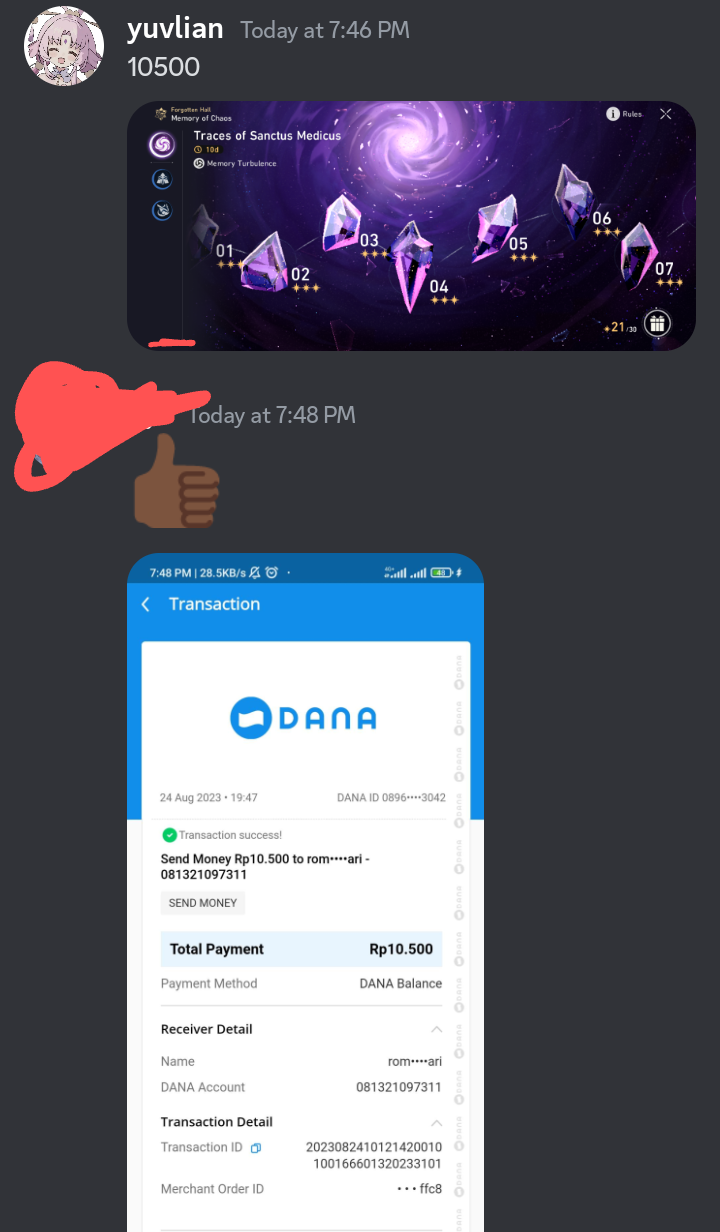 yuvlian Today at 7:46 PM
10500
Forgotten Hall
Memory of Chaos
Rules
Traces of Sanctus Medicus
10d
Memory Turbulence
01
02
03
04
05
06
07
21/30
Today at 7:48 PM
7:48 PM | 28.5KB/s
4G+
48
Transaction
DANA
24 Aug 2023 • 19:47 DANA ID 0896••••3042
Transaction success!
Send Money Rp10.500 to rom••••ari -
081321097311
SEND MONEY
Total Payment Rp10.500
Payment Method DANA Balance
Receiver Detail
Name rom••••ari
DANA Account 081321097311
Transaction Detail
Transaction ID 2023082410121420010
100166601320233101
Merchant Order ID • • • ffc8